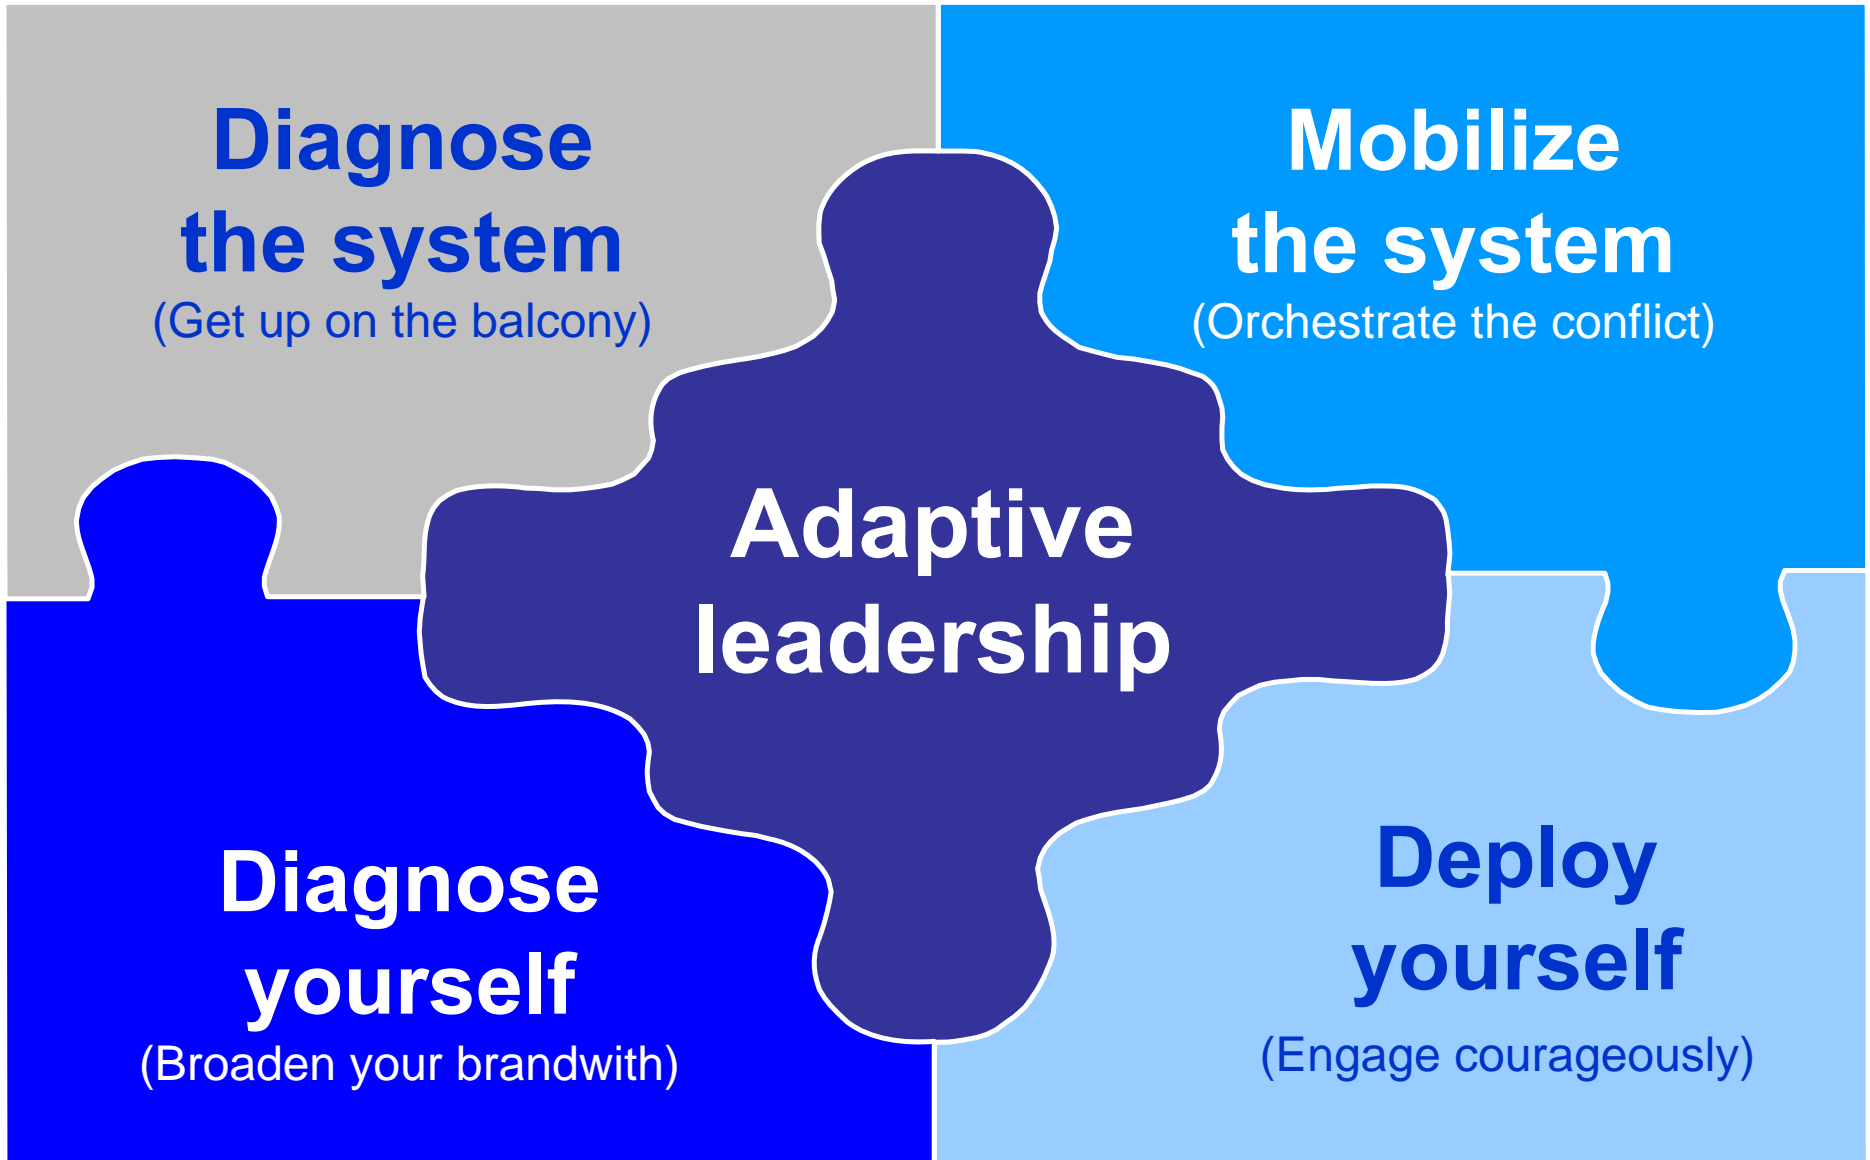 Diagnose
the system
(Get up on the balcony)
Mobilize
the system
(Orchestrate the conflict)
Adaptive
leadership
Diagnose
yourself
(Broaden your brandwith)
Deploy
yourself
(Engage courageously)